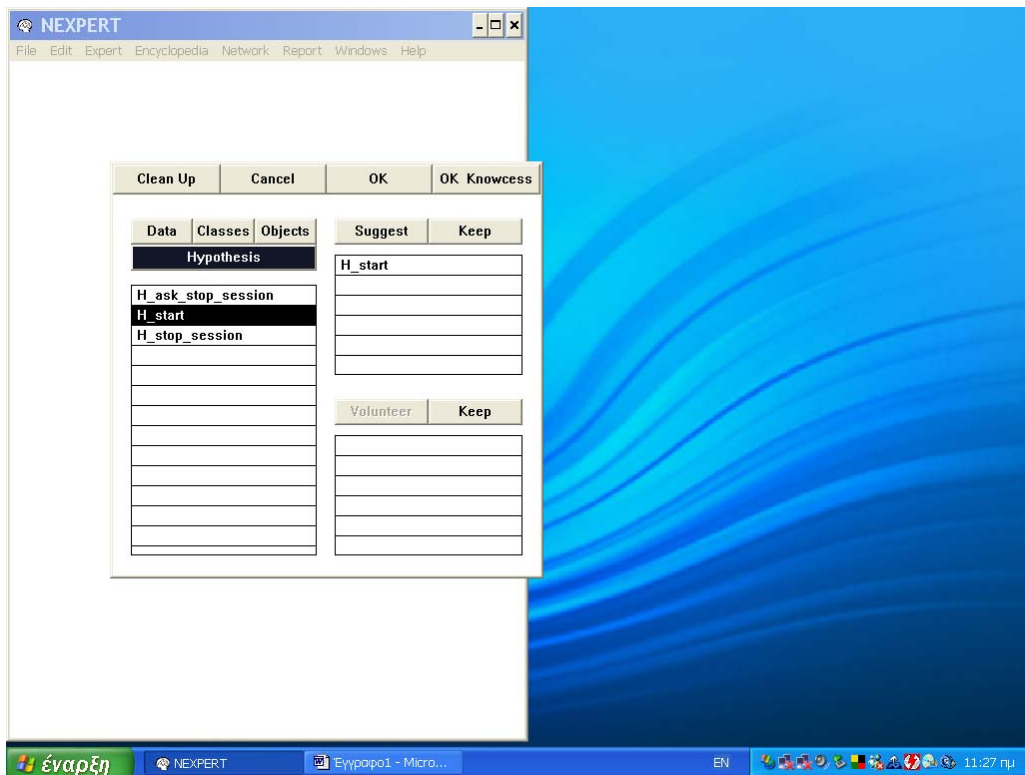 NEXPERT
File Edit Expert Encyclopedia Network Report Windows Help
Clean Up Cancel OK OK Knowcess
Data Classes Objects Suggest Keep
Hypothesis
H_start
H_ask_stop_session
H_start
H_stop_session
Volunteer Keep
έναρξη NEXPERT Έγγραφο1 - Micro... EN 11:27 πμ